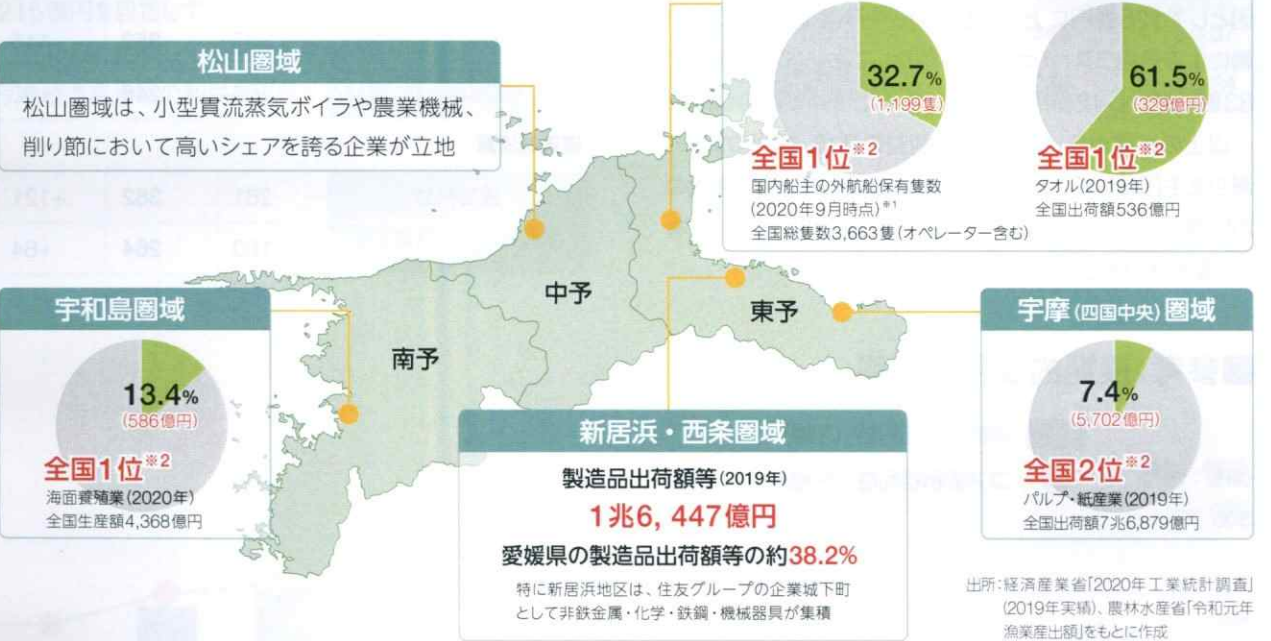 松山圏域
松山圏域は、小型貫流蒸気ボイラや農業機械、
削り節において高いシェアを誇る企業が立地
32.7%
(1,199隻)
全国1位※2
国内船主の外航船保有隻数
(2020年9月時点)※1
全国総隻数3,663隻(オペレーター含む)
61.5%
(329億円)
全国1位※2
タオル(2019年)
全国出荷額536億円
中予
東予
南予
宇和島圏域
13.4%
(586億円)
全国1位※2
海面養殖業(2020年)
全国生産額4,368億円
新居浜・西条圏域
製造品出荷額等(2019年)
1兆6,447億円
愛媛県の製造品出荷額等の約38.2%
特に新居浜地区は、住友グループの企業城下町
として非鉄金属・化学・鉄鋼・機械器具が集積
宇摩(四国中央)圏域
7.4%
(5,702億円)
全国2位※2
パルプ・紙産業(2019年)
全国出荷額7兆6,879億円
出所:経済産業省「2020年工業統計調査」
(2019年実績)、農林水産省「令和元年
漁業産出額」をもとに作成